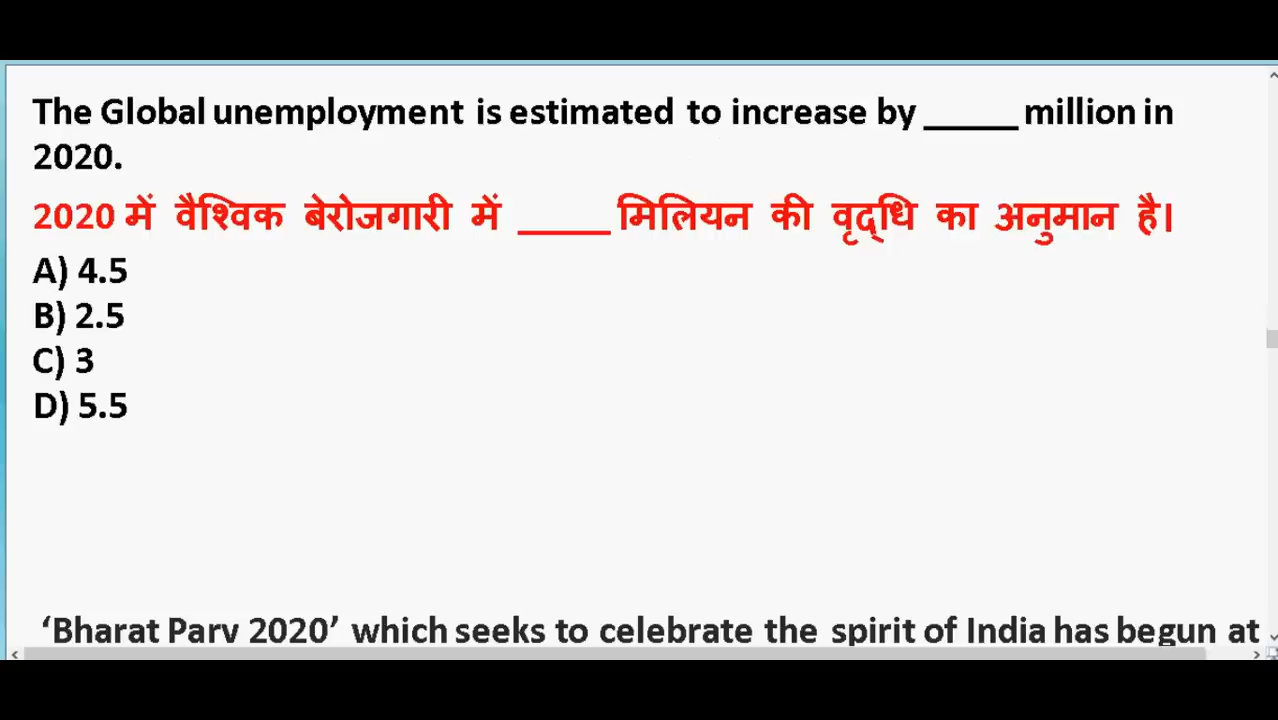 The Global unemployment is estimated to increase by _____ million in
2020.
2020 में वैश्विक बेरोजगारी में _____ मिलियन की वृद्धि का अनुमान है।
A) 4.5
B) 2.5
C) 3
D) 5.5
‘Bharat Parv 2020’ which seeks to celebrate the spirit of India has begun at